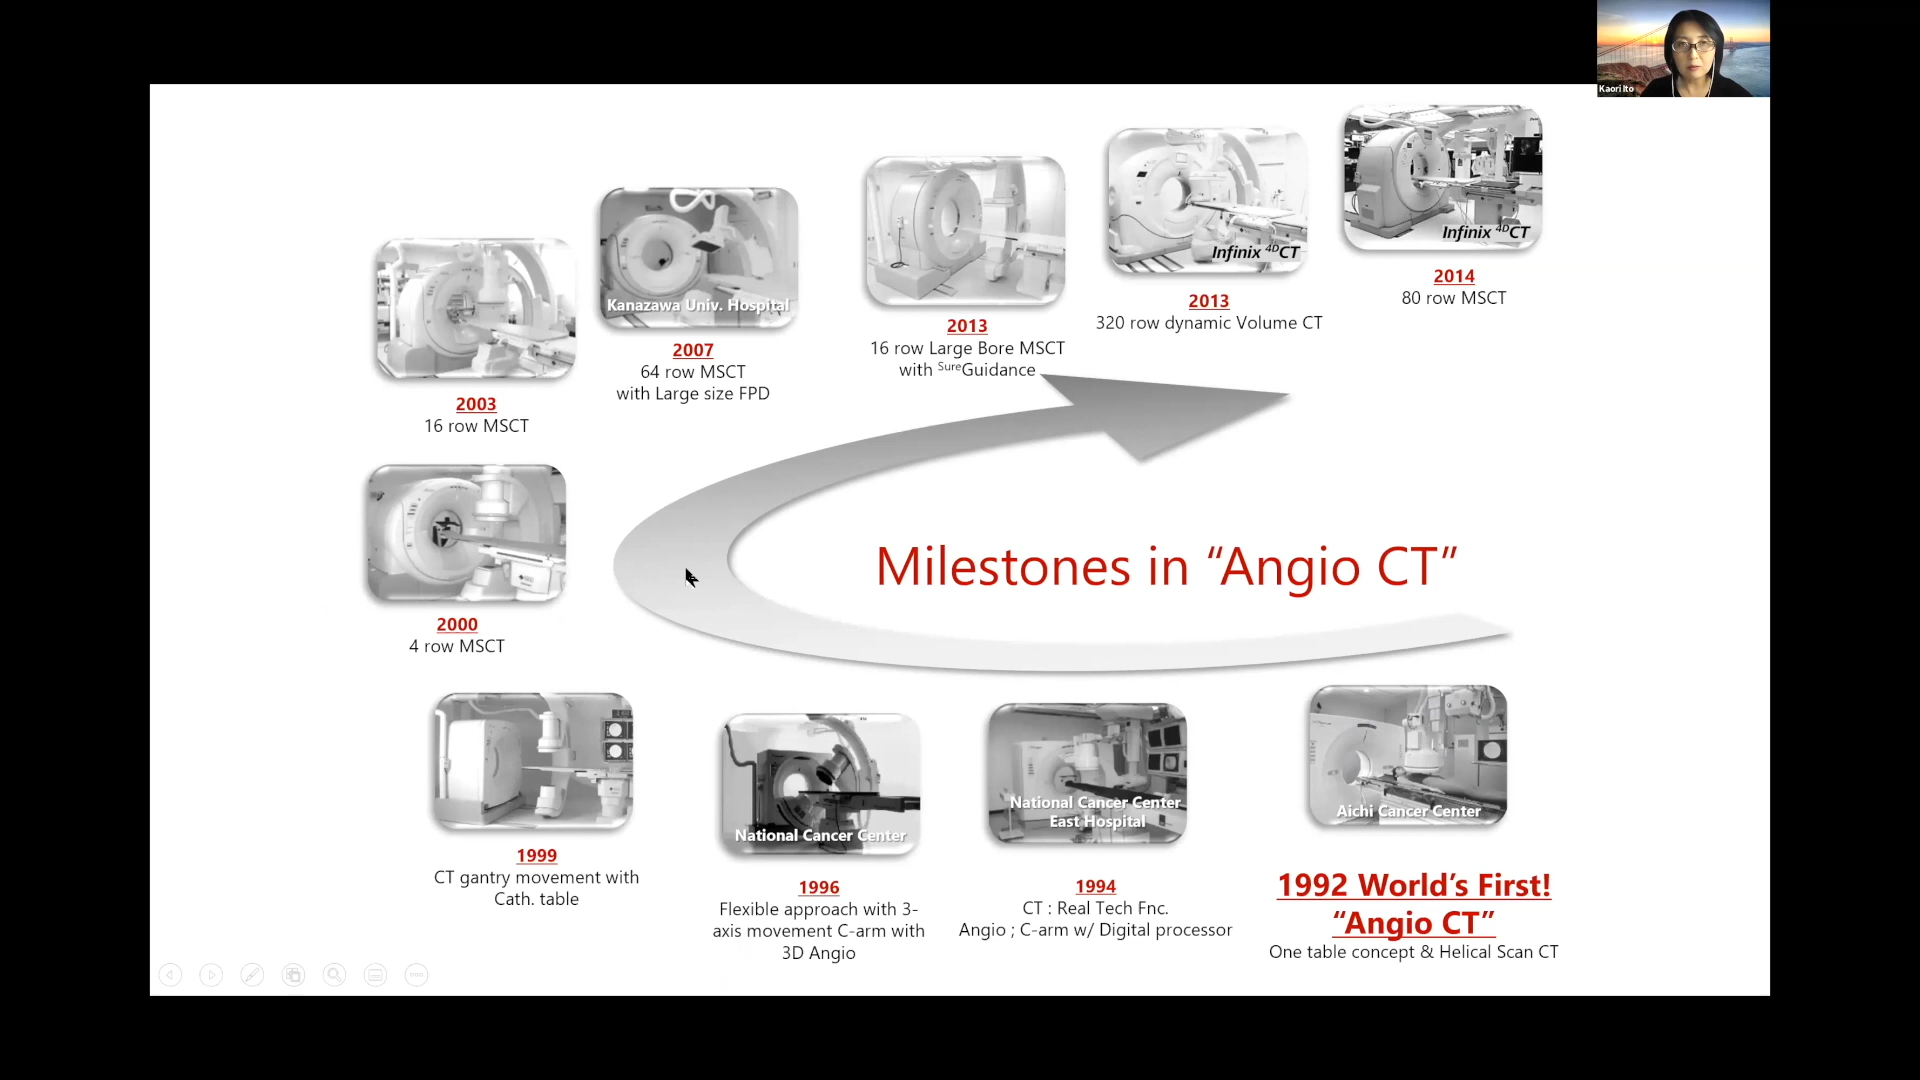 Kaori Ito
Infinix 4DCT
2014
80 row MSCT
Infinix 4DCT
2013
320 row dynamic Volume CT
2013
16 row Large Bore MSCT
with SureGuidance
Kanazawa Univ. Hospital
2007
64 row MSCT
with Large size FPD
2003
16 row MSCT
Milestones in “Angio CT”
2000
4 row MSCT
1999
CT gantry movement with
Cath. table
National Cancer Center
1996
Flexible approach with 3-
axis movement C-arm with
3D Angio
National Cancer Center
East Hospital
1994
CT : Real Tech Fnc.
Angio ; C-arm w/ Digital processor
Aichi Cancer Center
1992 World’s First!
“Angio CT”
One table concept & Helical Scan CT